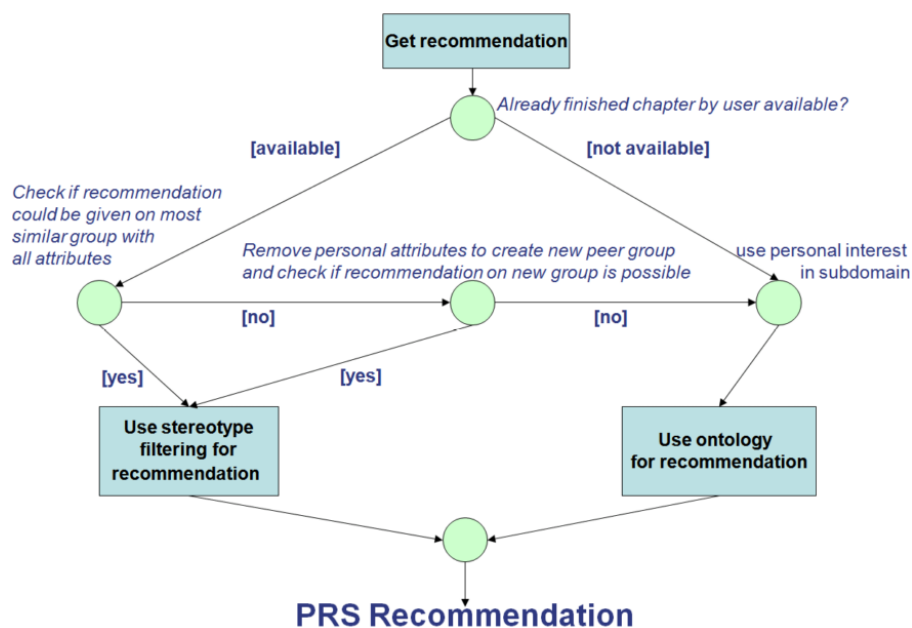 Get recommendation
Already finished chapter by user available?
[available]
[not available]
Check if recommendation
could be given on most
similar group with
all attributes
Remove personal attributes to create new peer group
and check if recommendation on new group is possible
use personal interest
in subdomain
[no]
[no]
[yes]
[yes]
Use stereotype
filtering for
recommendation
Use ontology
for recommendation
PRS Recommendation